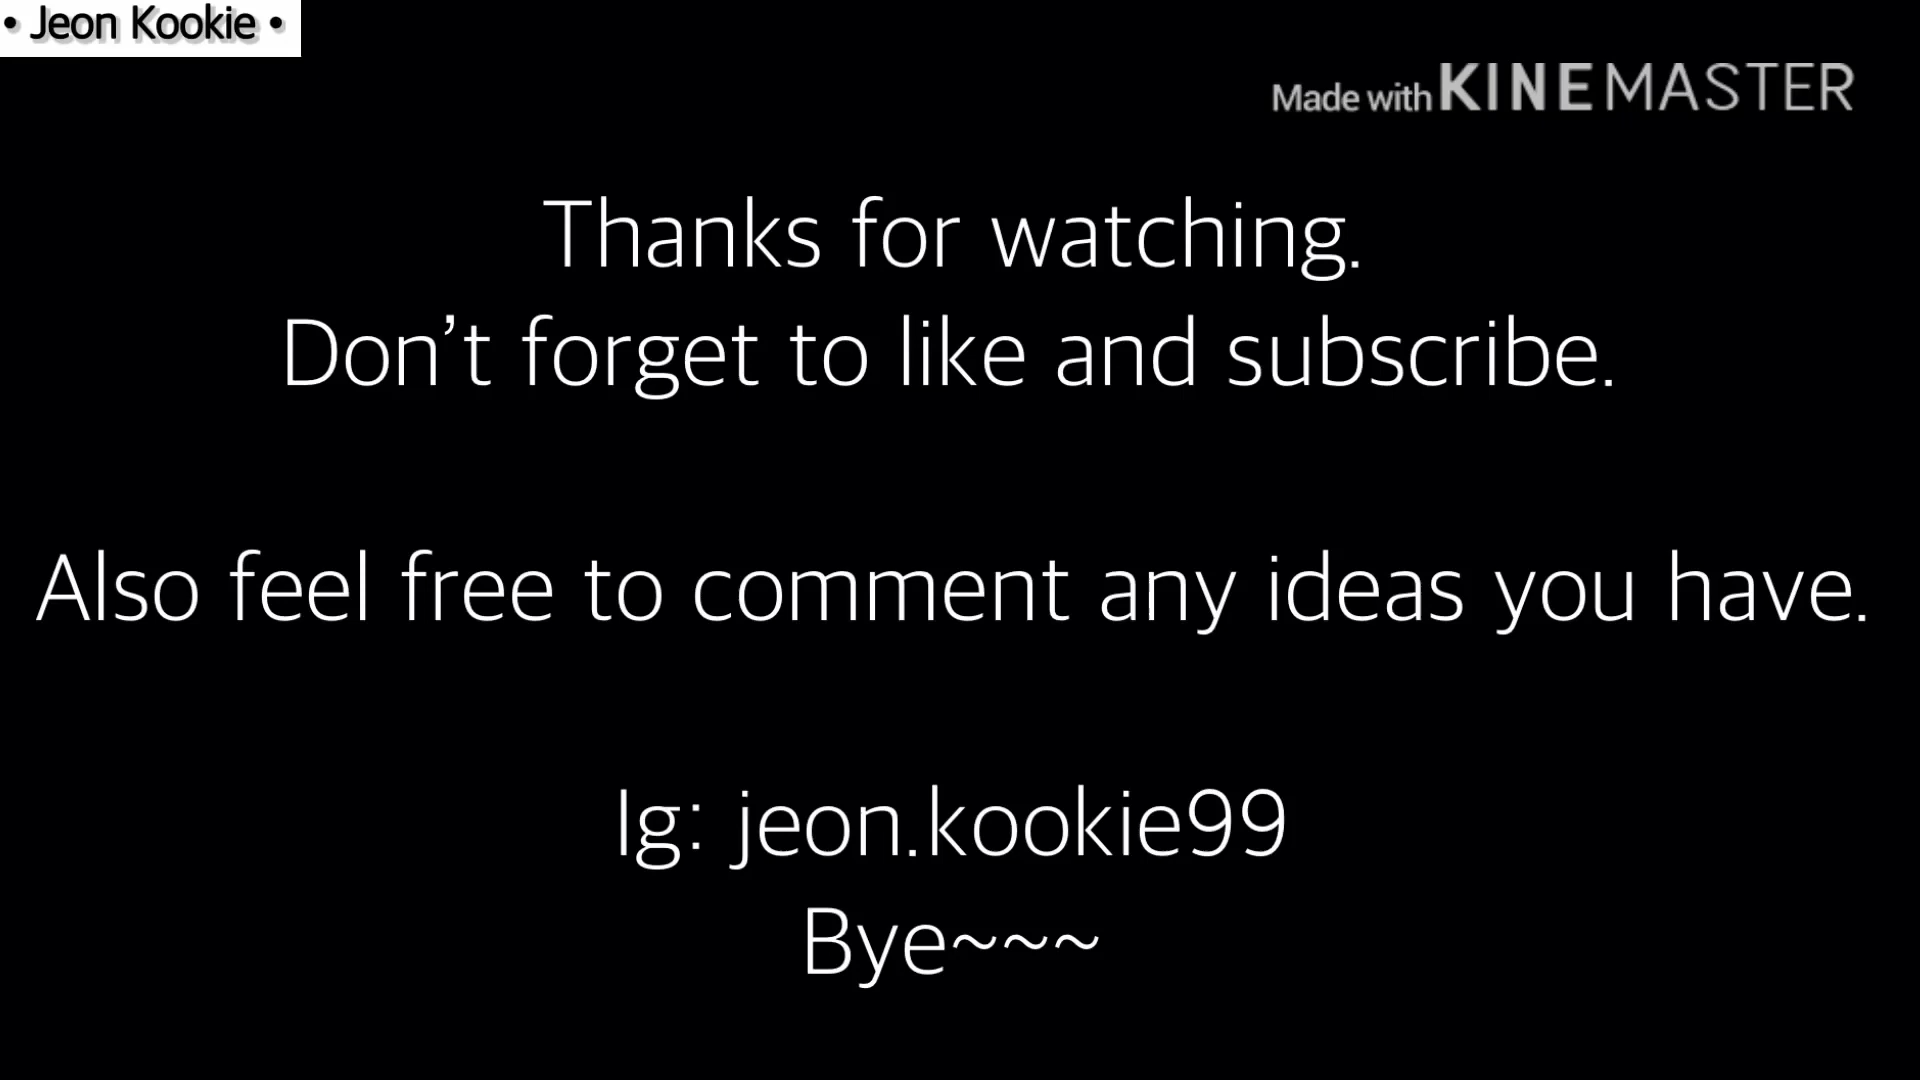 • Jeon Kookie •
Made with KINEMASTER
Thanks for watching.
Don’t forget to like and subscribe.
Also feel free to comment any ideas you have.
Ig: jeon.kookie99
Bye~~~